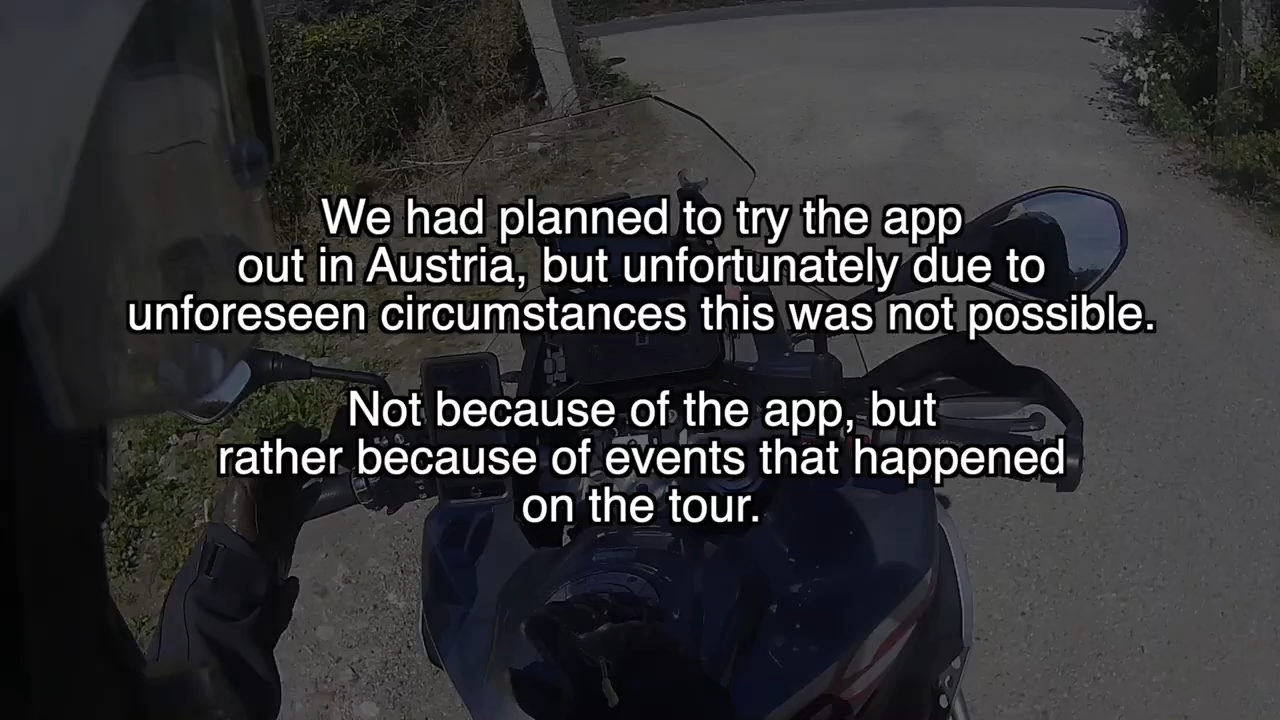 We had planned to try the app
out in Austria, but unfortunately due to
unforeseen circumstances this was not possible.
Not because of the app, but
rather because of events that happened
on the tour.